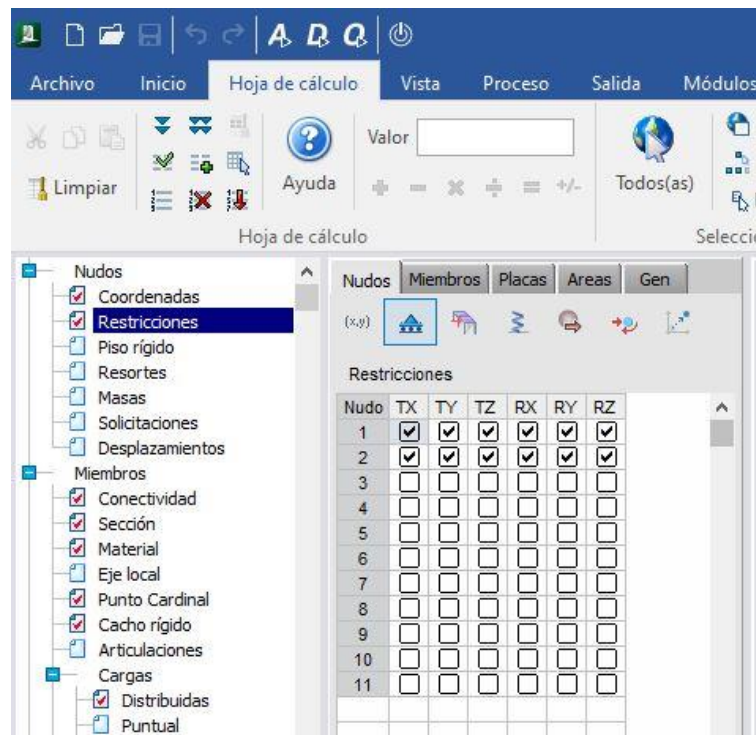 Archivo Inicio Hoja de cálculo Vista Proceso Salida Módulos
Limpiar
Ayuda
Valor
+/-
Todos(as)
Hoja de cálculo
Selecci
Nudos
Coordenadas
Restricciones
Piso rígido
Resortes
Masas
Solicitaciones
Desplazamientos
Miembros
Conectividad
Sección
Material
Eje local
Punto Cardinal
Cacho rígido
Articulaciones
Cargas
Distribuidas
Puntual
Nudos Miembros Placas Areas Gen
(x,y)
Restricciones
Nudo TX TY TZ RX RY RZ
1
2
3
4
5
6
7
8
9
10
11